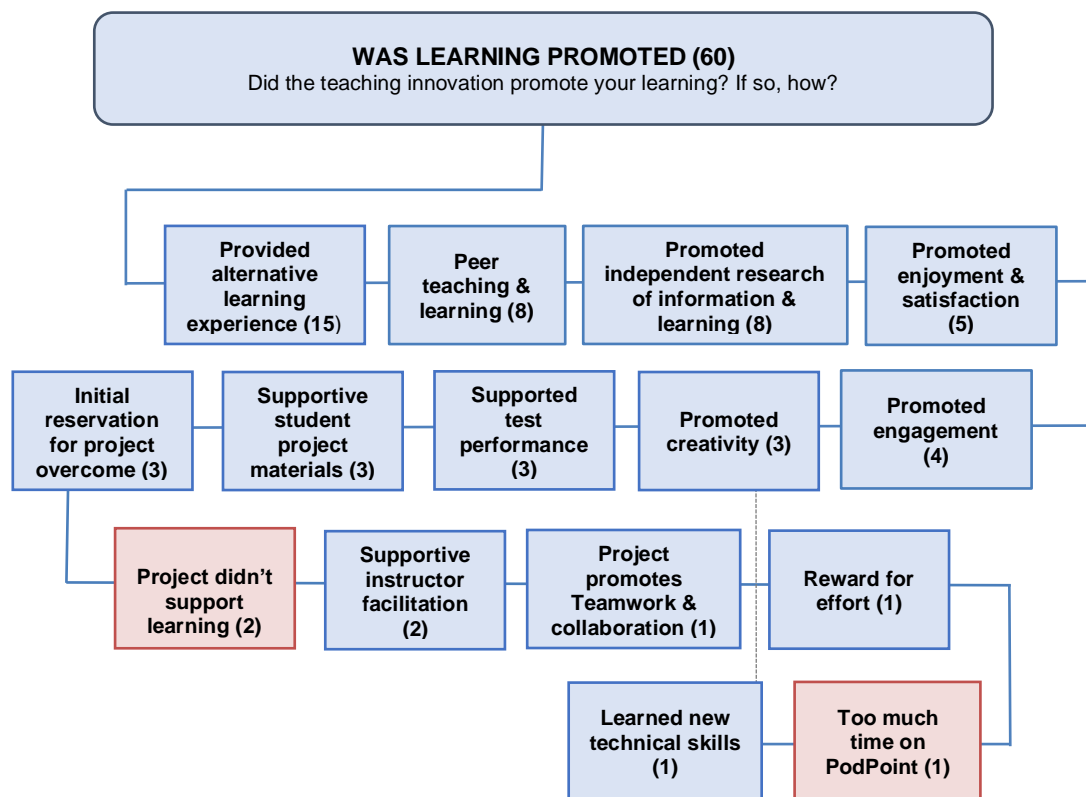 WAS LEARNING PROMOTED (60)
Did the teaching innovation promote your learning? If so, how?
Provided
alternative
learning
experience (15)
Peer
teaching &
learning (8)
Promoted
independent research
of information &
learning (8)
Promoted
enjoyment &
satisfaction
(5)
Initial
reservation
for project
overcome (3)
Supportive
student
project
materials (3)
Supported
test
performance
(3)
Promoted
creativity (3)
Promoted
engagement
(4)
Project didn’t
support
learning (2)
Supportive
instructor
facilitation
(2)
Project
promotes
Teamwork &
collaboration (1)
Reward for
effort (1)
Learned new
technical skills
(1)
Too much
time on
PodPoint (1)